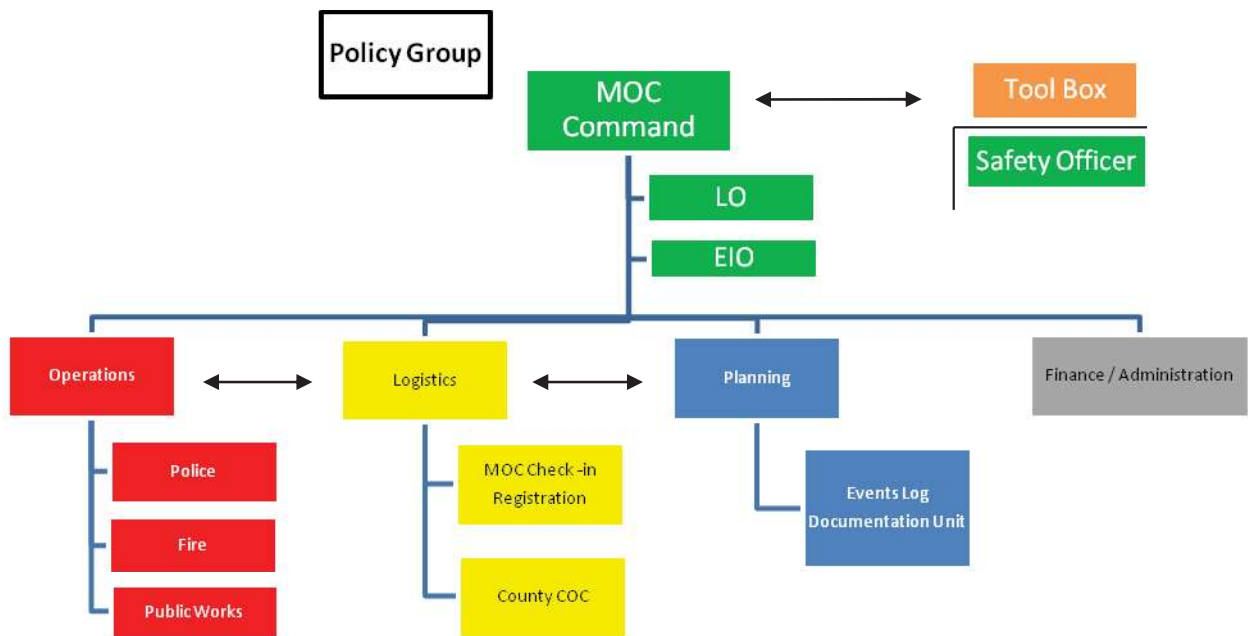 Policy Group
MOC
Command
Tool Box
Safety Officer
LO
EIO
Operations
Logistics
Planning
Finance / Administration
Police
Fire
Public Works
MOC Check -in
Registration
County COC
Events Log
Documentation Unit